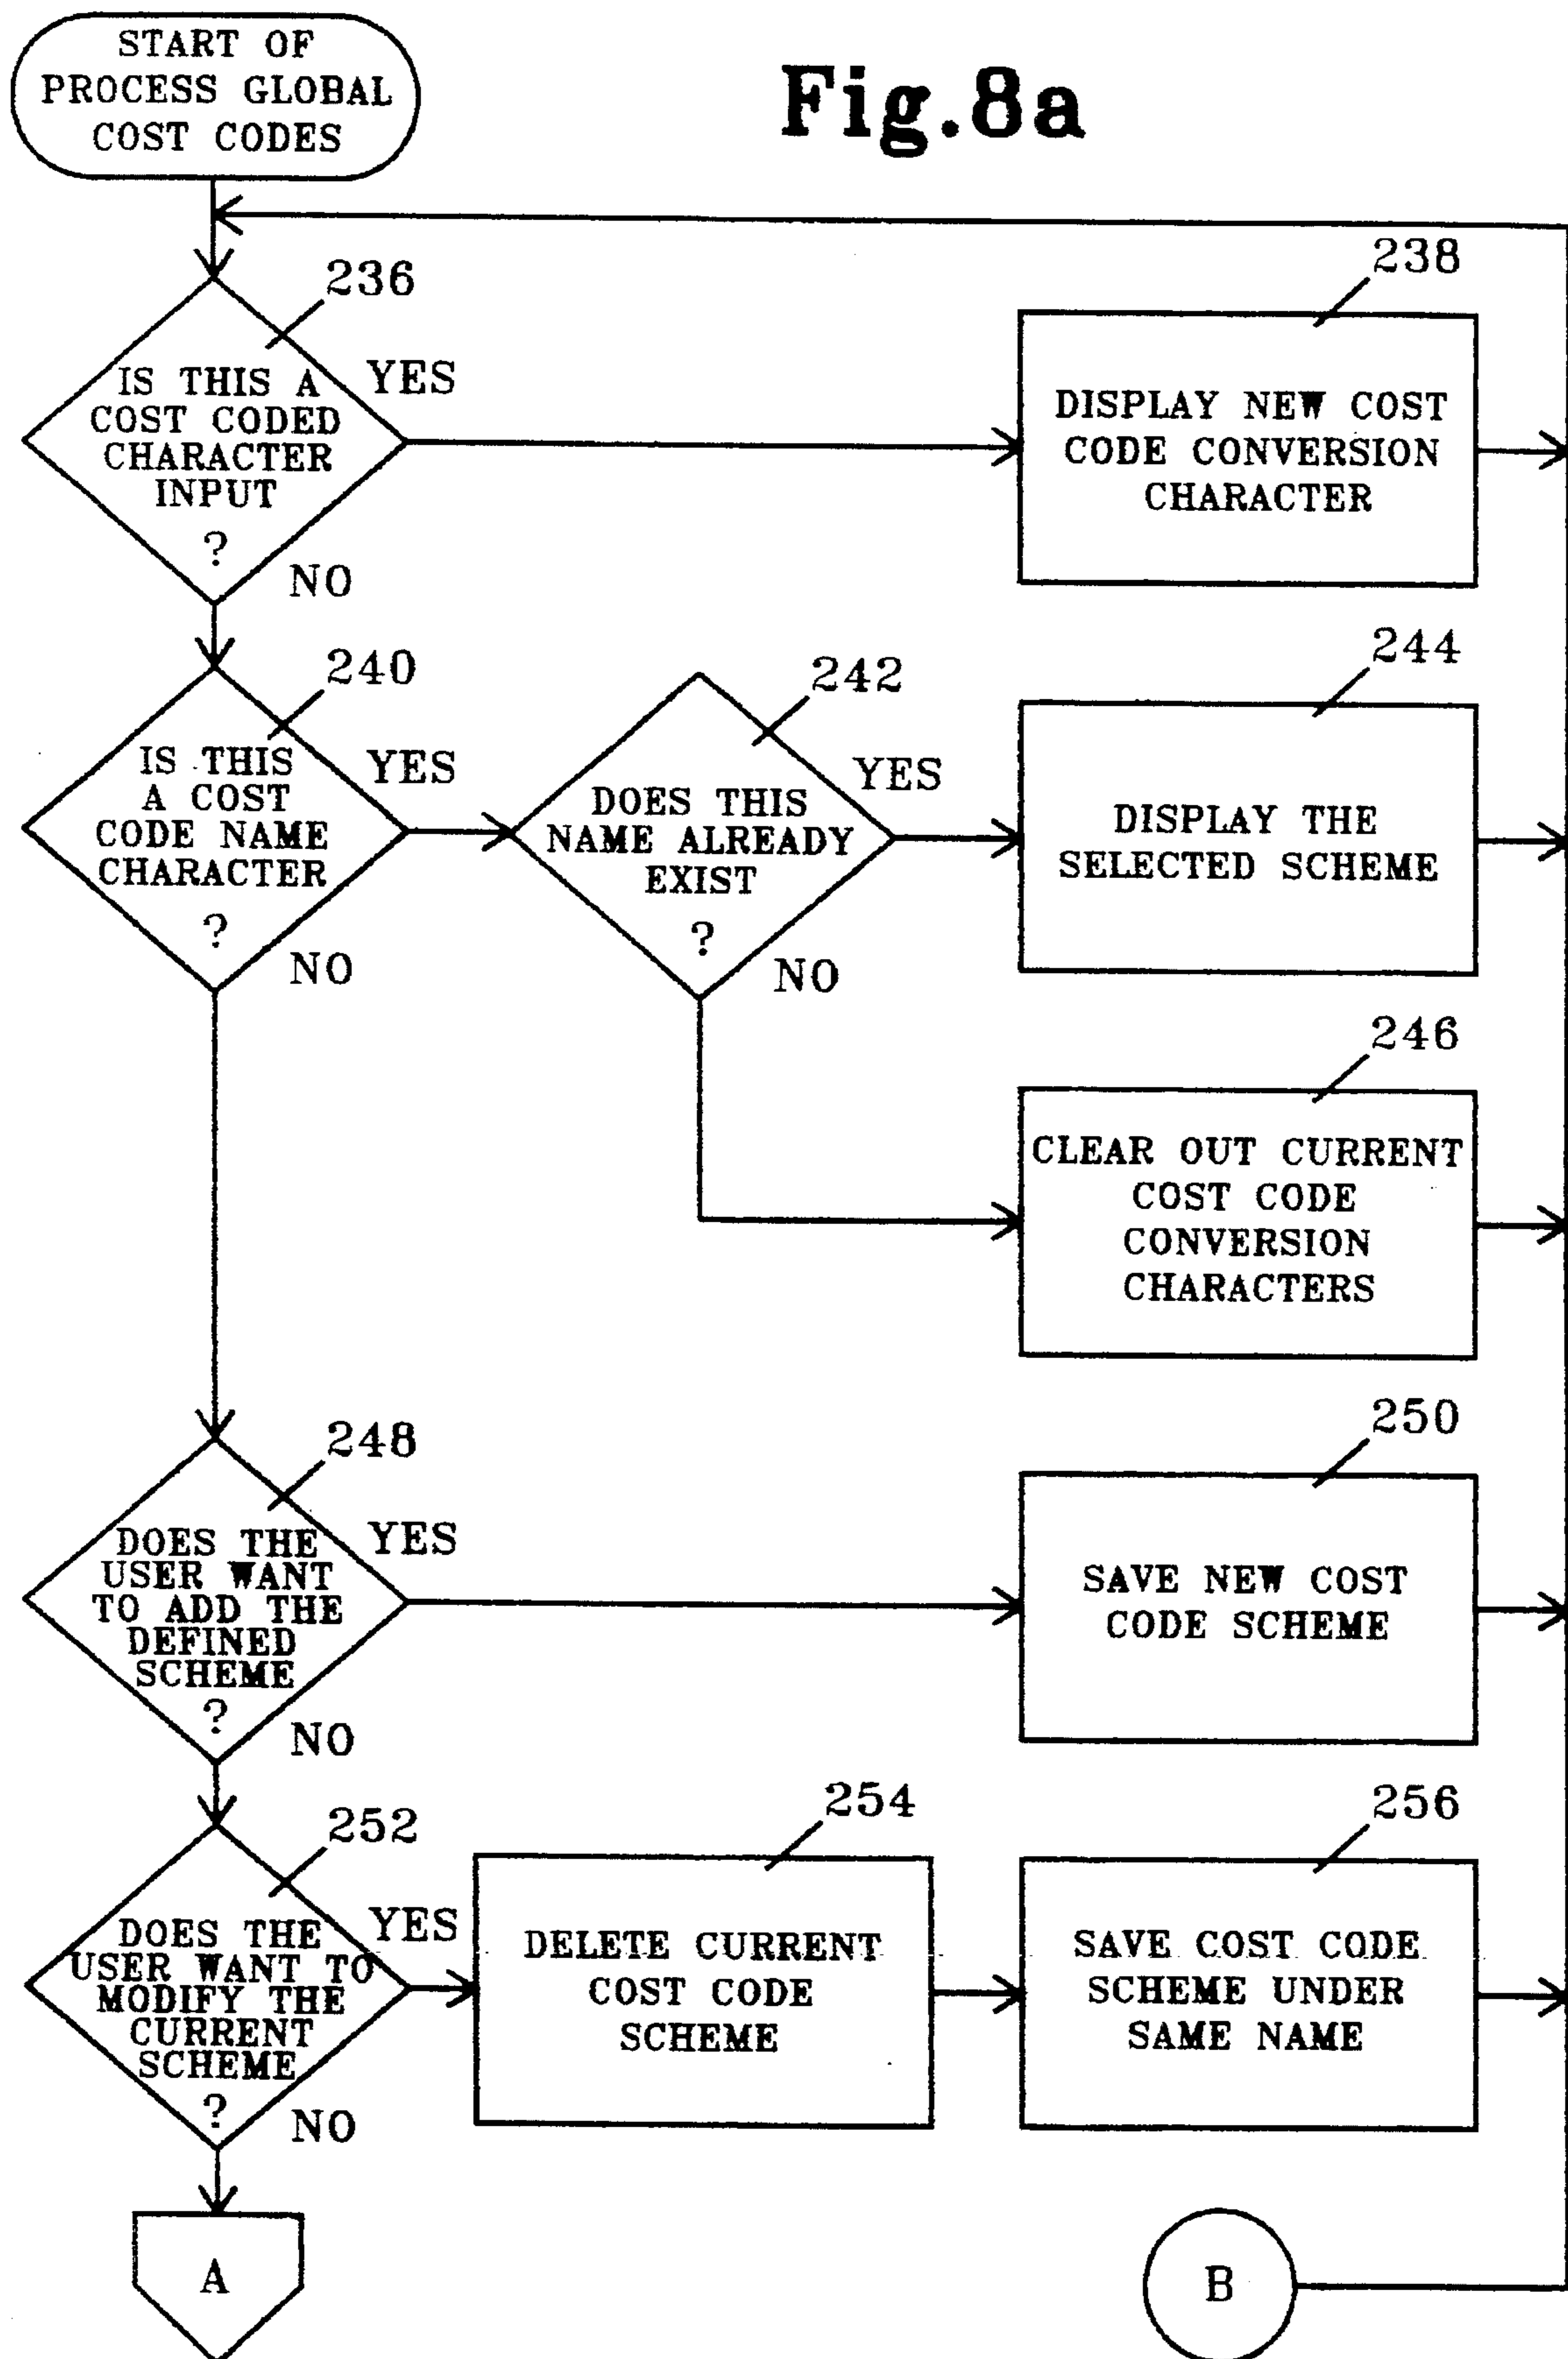 START OF
PROCESS GLOBAL
COST CODES
Fig.8a
236
IS THIS A
COST CODED
CHARACTER
INPUT
?
YES
NO
238
DISPLAY NEW COST
CODE CONVERSION
CHARACTER
240
IS THIS
A COST
CODE NAME
CHARACTER
?
YES
NO
242
DOES THIS
NAME ALREADY
EXIST
?
YES
NO
244
DISPLAY THE
SELECTED SCHEME
246
CLEAR OUT CURRENT
COST CODE
CONVERSION
CHARACTERS
248
DOES THE
USER WANT
TO ADD THE
DEFINED
SCHEME
?
YES
NO
250
SAVE NEW COST
CODE SCHEME
252
DOES THE
USER WANT TO
MODIFY THE
CURRENT
SCHEME
?
YES
NO
254
DELETE CURRENT
COST CODE
SCHEME
256
SAVE COST CODE
SCHEME UNDER
SAME NAME
A
B